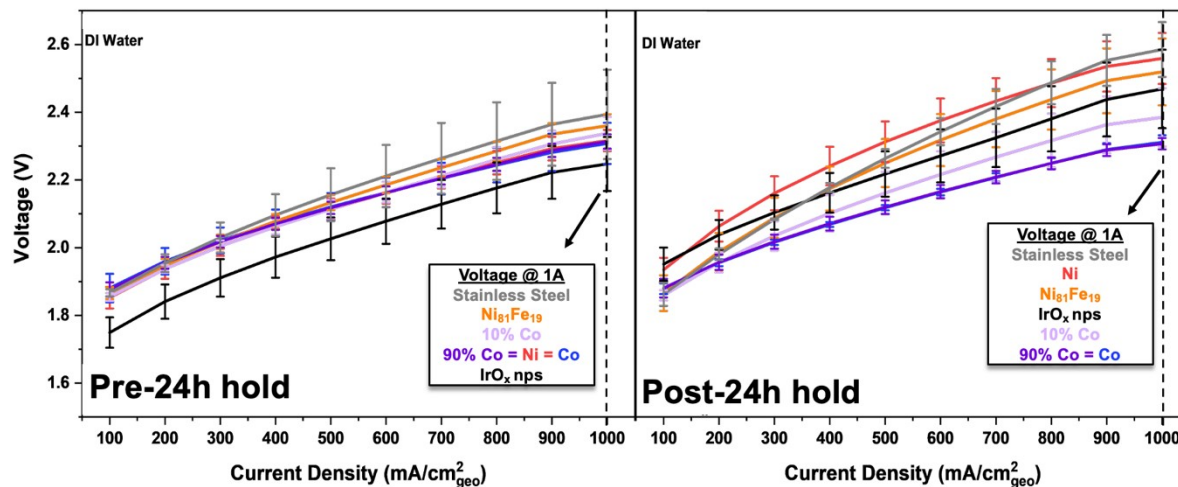 DI Water
DI Water
2.6
2.4
2.2
2.0
1.8
1.6
Voltage (V)
Voltage @ 1A
Stainless Steel
Ni₈₁Fe₁₉
10% Co
90% Co = Ni = Co
IrOₓ nps
Pre-24h hold
100 200 300 400 500 600 700 800 900 1000
Current Density (mA/cm²geo)
Voltage @ 1A
Stainless Steel
Ni
Ni₈₁Fe₁₉
IrOₓ nps
10% Co
90% Co = Co
Post-24h hold
100 200 300 400 500 600 700 800 900 1000
Current Density (mA/cm²geo)